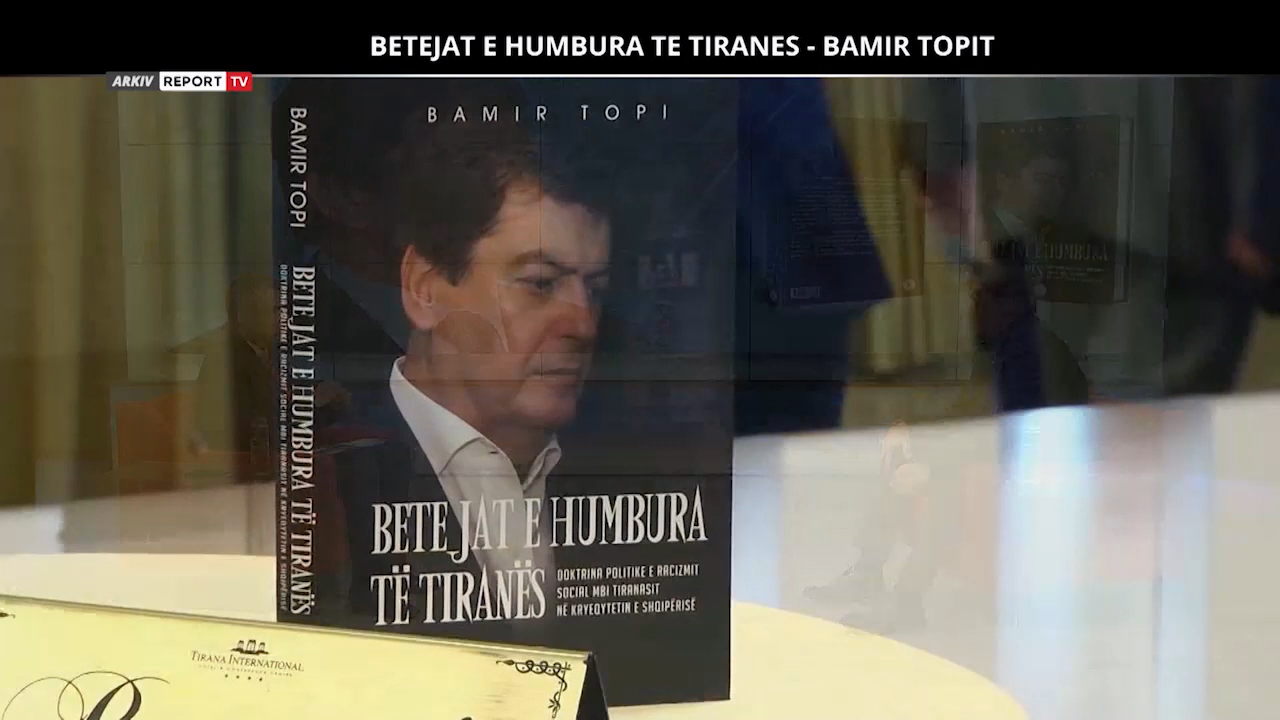 BETEJAT E HUMBURA TE TIRANES - BAMIR TOPIT
ARKIV REPORT TV
BAMIR TOPI
BAMIR TOPI
BETEJAT E HUMBURA TË TIRANËS
DOKTRINA POLITIKE E RACIZMIT SOCIAL MBI TIRANASIT NË KRYEQYTETIN E SHQIPËRISË
BETEJAT E HUMBURA
TË TIRANËS
DOKTRINA POLITIKE E RACIZMIT
SOCIAL MBI TIRANASIT
NË KRYEQYTETIN E SHQIPËRISË
TIRANA INTERNATIONAL